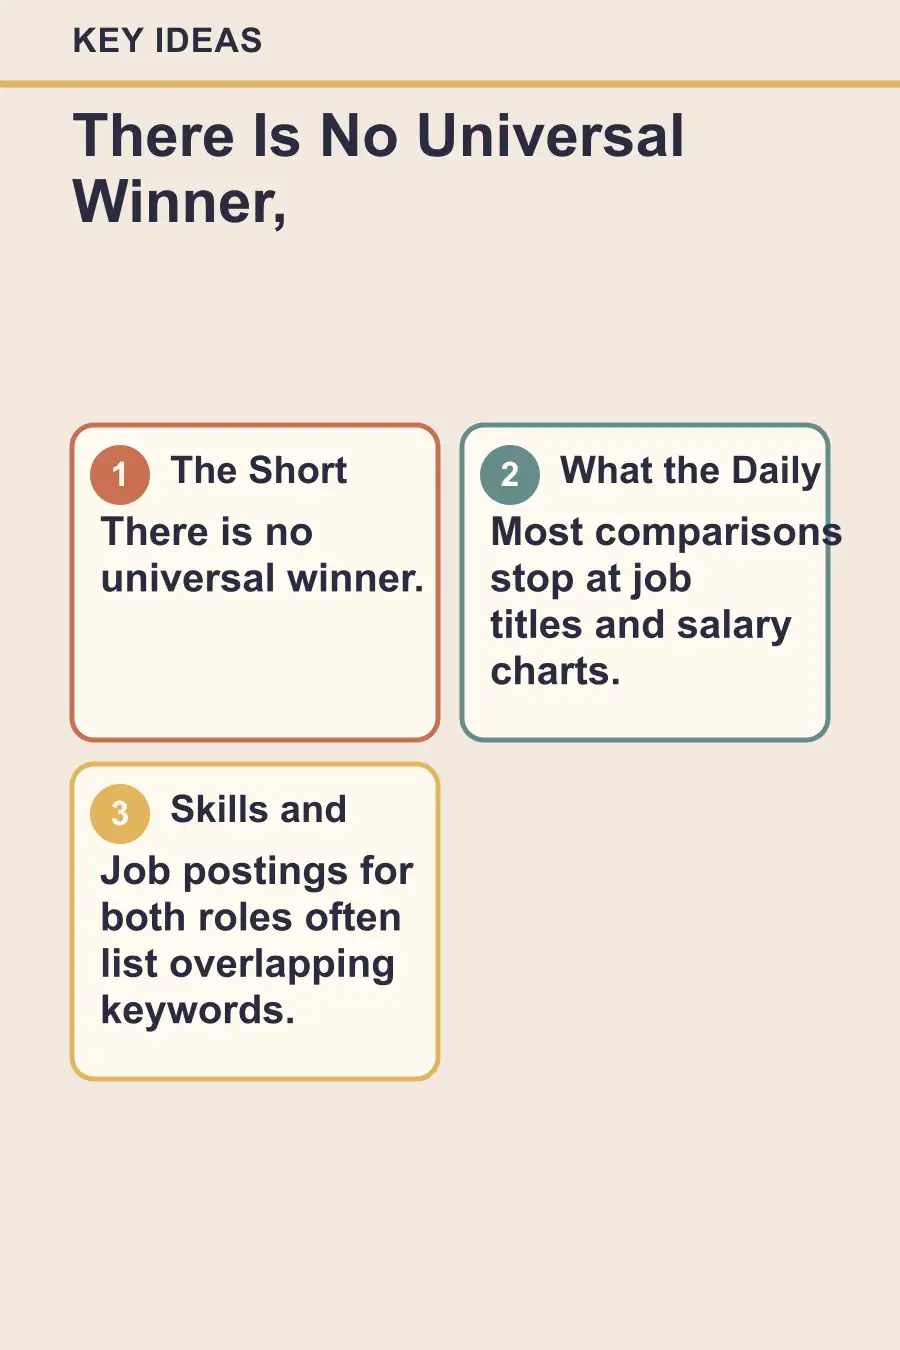 KEY IDEAS
There Is No Universal
Winner,
1
The Short
There is no
universal winner.
2
What the Daily
Most comparisons
stop at job
titles and salary
charts.
3
Skills and
Job postings for
both roles often
list overlapping
keywords.